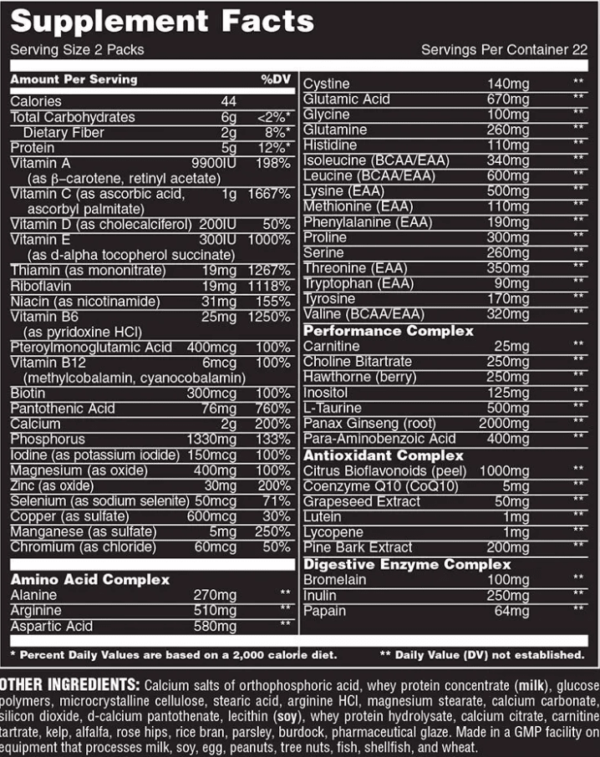 Supplement Facts
Serving Size 2 Packs Servings Per Container 22
Amount Per Serving %DV
Calories 44
Total Carbohydrates 6g <2%*
Dietary Fiber 2g 8%*
Protein 5g 12%*
Vitamin A 9900IU 198%
(as β–carotene, retinyl acetate)
Vitamin C (as ascorbic acid, 1g 1667%
ascorbyl palmitate)
Vitamin D (as cholecalciferol) 200IU 50%
Vitamin E 300IU 1000%
(as d-alpha tocopherol succinate)
Thiamin (as mononitrate) 19mg 1267%
Riboflavin 19mg 1118%
Niacin (as nicotinamide) 31mg 155%
Vitamin B6 25mg 1250%
(as pyridoxine HCl)
Pteroylmonoglutamic Acid 400mcg 100%
Vitamin B12 6mcg 100%
(methylcobalamin, cyanocobalamin)
Biotin 300mcg 100%
Pantothenic Acid 76mg 760%
Calcium 2g 200%
Phosphorus 1330mg 133%
Iodine (as potassium iodide) 150mcg 100%
Magnesium (as oxide) 400mg 100%
Zinc (as oxide) 30mg 200%
Selenium (as sodium selenite) 50mcg 71%
Copper (as sulfate) 600mcg 30%
Manganese (as sulfate) 5mg 250%
Chromium (as chloride) 60mcg 50%
Amino Acid Complex
Alanine 270mg **
Arginine 510mg **
Aspartic Acid 580mg **
Cystine 140mg **
Glutamic Acid 670mg **
Glycine 100mg **
Glutamine 260mg **
Histidine 110mg **
Isoleucine (BCAA/EAA) 340mg **
Leucine (BCAA/EAA) 600mg **
Lysine (EAA) 500mg **
Methionine (EAA) 110mg **
Phenylalanine (EAA) 190mg **
Proline 300mg **
Serine 260mg **
Threonine (EAA) 350mg **
Tryptophan (EAA) 90mg **
Tyrosine 170mg **
Valine (BCAA/EAA) 320mg **
Performance Complex
Carnitine 25mg **
Choline Bitartrate 250mg **
Hawthorne (berry) 250mg **
Inositol 125mg **
L-Taurine 500mg **
Panax Ginseng (root) 2000mg **
Para-Aminobenzoic Acid 400mg **
Antioxidant Complex
Citrus Bioflavonoids (peel) 1000mg **
Coenzyme Q10 (CoQ10) 5mg **
Grapeseed Extract 50mg **
Lutein 1mg **
Lycopene 1mg **
Pine Bark Extract 200mg **
Digestive Enzyme Complex
Bromelain 100mg **
Inulin 250mg **
Papain 64mg **
* Percent Daily Values are based on a 2,000 calorie diet. ** Daily Value (DV) not established.
OTHER INGREDIENTS: Calcium salts of orthophosphoric acid, whey protein concentrate (milk), glucose
polymers, microcrystalline cellulose, stearic acid, arginine HCl, magnesium stearate, calcium carbonate,
silicon dioxide, d-calcium pantothenate, lecithin (soy), whey protein hydrolysate, calcium citrate, carnitine
tartrate, kelp, alfalfa, rose hips, rice bran, parsley, burdock, pharmaceutical glaze. Made in a GMP facility on
equipment that processes milk, soy, egg, peanuts, tree nuts, fish, shellfish, and wheat.